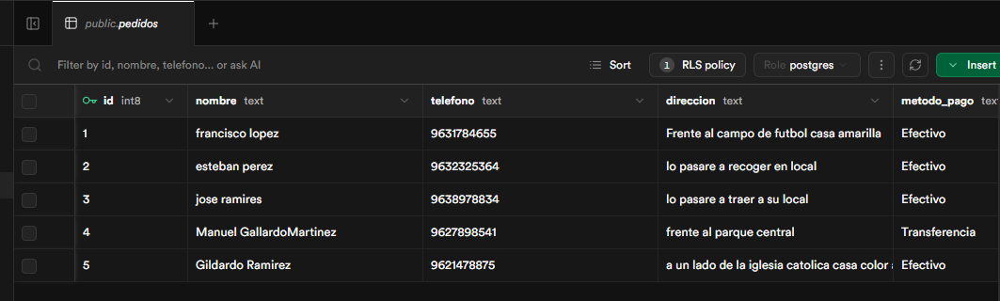 public.pedidos
Filter by id, nombre, telefono... or ask AI Sort 1 RLS policy Role postgres Insert
id int8 nombre text telefono text direccion text metodo_pago
1 francisco lopez 9631784655 Frente al campo de futbol casa amarilla Efectivo
2 esteban perez 9632325364 lo pasare a recoger en local Efectivo
3 jose ramires 9638978834 lo pasare a traer a su local Efectivo
4 Manuel GallardoMartinez 9627898541 frente al parque central Transferencia
5 Gildardo Ramirez 9621478875 a un lado de la iglesia catolica casa color Efectivo